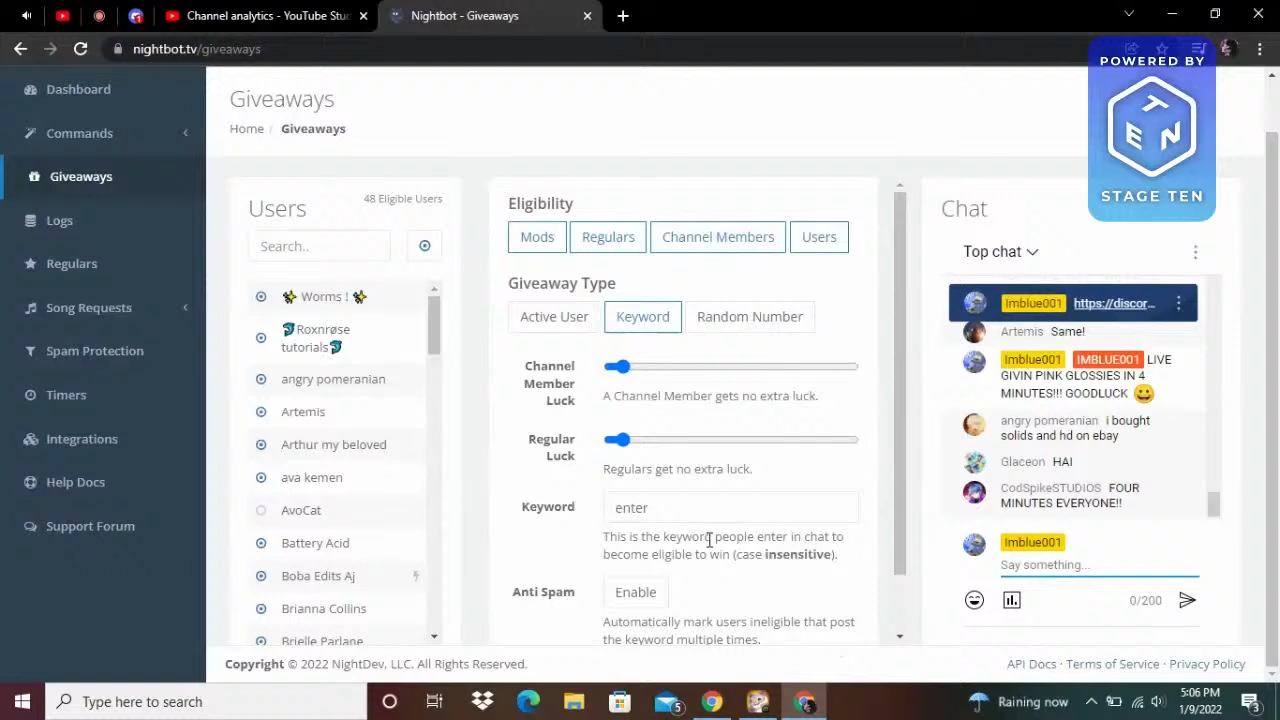 Channel analytics - YouTube Stu
Nightbot - Giveaways
nightbot.tv/giveaways
POWERED BY
TEN
STAGE TEN
Dashboard
Commands
Giveaways
Logs
Regulars
Song Requests
Spam Protection
Timers
Integrations
Help Docs
Support Forum
Giveaways
Home / Giveaways
Users
48 Eligible Users
Search..
Worms !
Roxnrøse
tutorials
angry pomeranian
Artemis
Arthur my beloved
ava kemen
AvoCat
Battery Acid
Boba Edits Aj
Brianna Collins
Brielle Parlane
Eligibility
Mods Regulars Channel Members Users
Giveaway Type
Active User Keyword Random Number
Channel
Member
Luck
A Channel Member gets no extra luck.
Regular
Luck
Regulars get no extra luck.
Keyword
enter
This is the keyword people enter in chat to
become eligible to win (case insensitive).
Anti Spam
Enable
Automatically mark users ineligible that post
the keyword multiple times.
Chat
Top chat
Imblue001 https://discor...
Artemis Same!
Imblue001 IMBLUE001 LIVE
GIVIN PINK GLOSSIES IN 4
MINUTES!!! GOODLUCK 😀
angry pomeranian i bought
solids and hd on ebay
Glaceon HAI
CodSpikeSTUDIOS FOUR
MINUTES EVERYONE!!
Imblue001
Say something...
0/200
Copyright © 2022 NightDev, LLC. All Rights Reserved.
API Docs · Terms of Service · Privacy Policy
Type here to search
5
Raining now
5:06 PM
1/9/2022
3